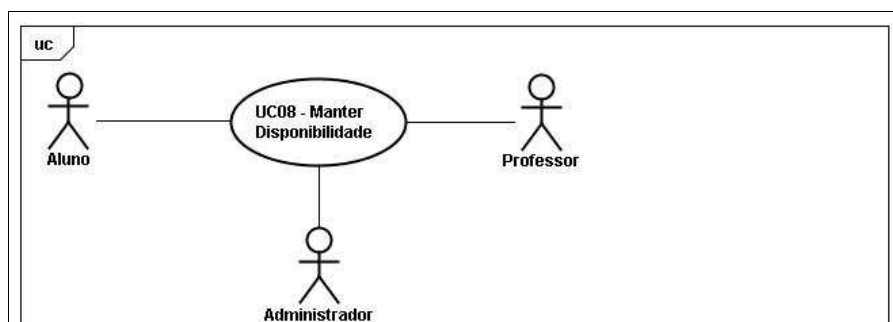 uc
UC08 - Manter
Disponibilidade
Aluno
Professor
Administrador